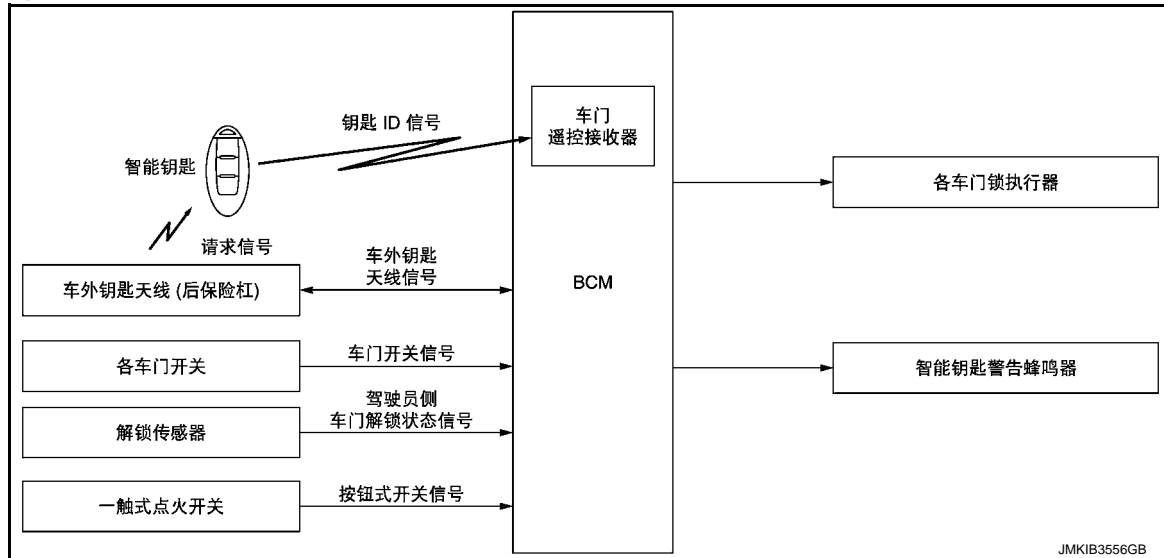 车门
遥控接收器
钥匙 ID 信号
智能钥匙
各车门锁执行器
请求信号
车外钥匙
天线信号
车外钥匙天线 (后保险杠)
BCM
各车门开关
车门开关信号
智能钥匙警告蜂鸣器
驾驶员侧
车门解锁状态信号
解锁传感器
一触式点火开关
按钮式开关信号
JMKIB3556GB